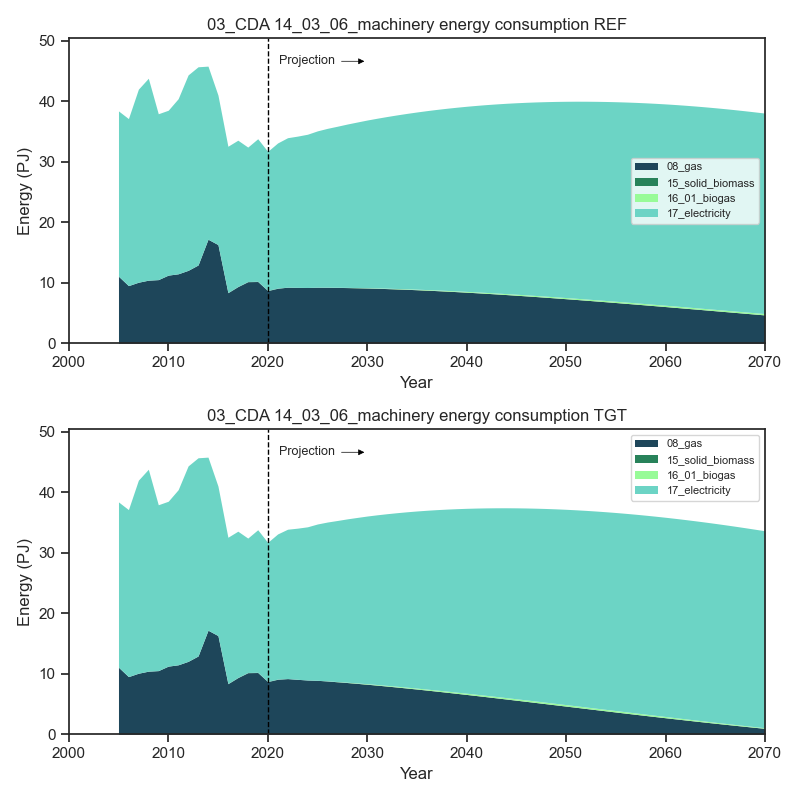 03_CDA 14_03_06_machinery energy consumption REF
50
40
30
20
10
0
Energy (PJ)
Projection
08_gas
15_solid_biomass
16_01_biogas
17_electricity
2000 2010 2020 2030 2040 2050 2060 2070
Year
03_CDA 14_03_06_machinery energy consumption TGT
50
40
30
20
10
0
Energy (PJ)
Projection
08_gas
15_solid_biomass
16_01_biogas
17_electricity
2000 2010 2020 2030 2040 2050 2060 2070
Year